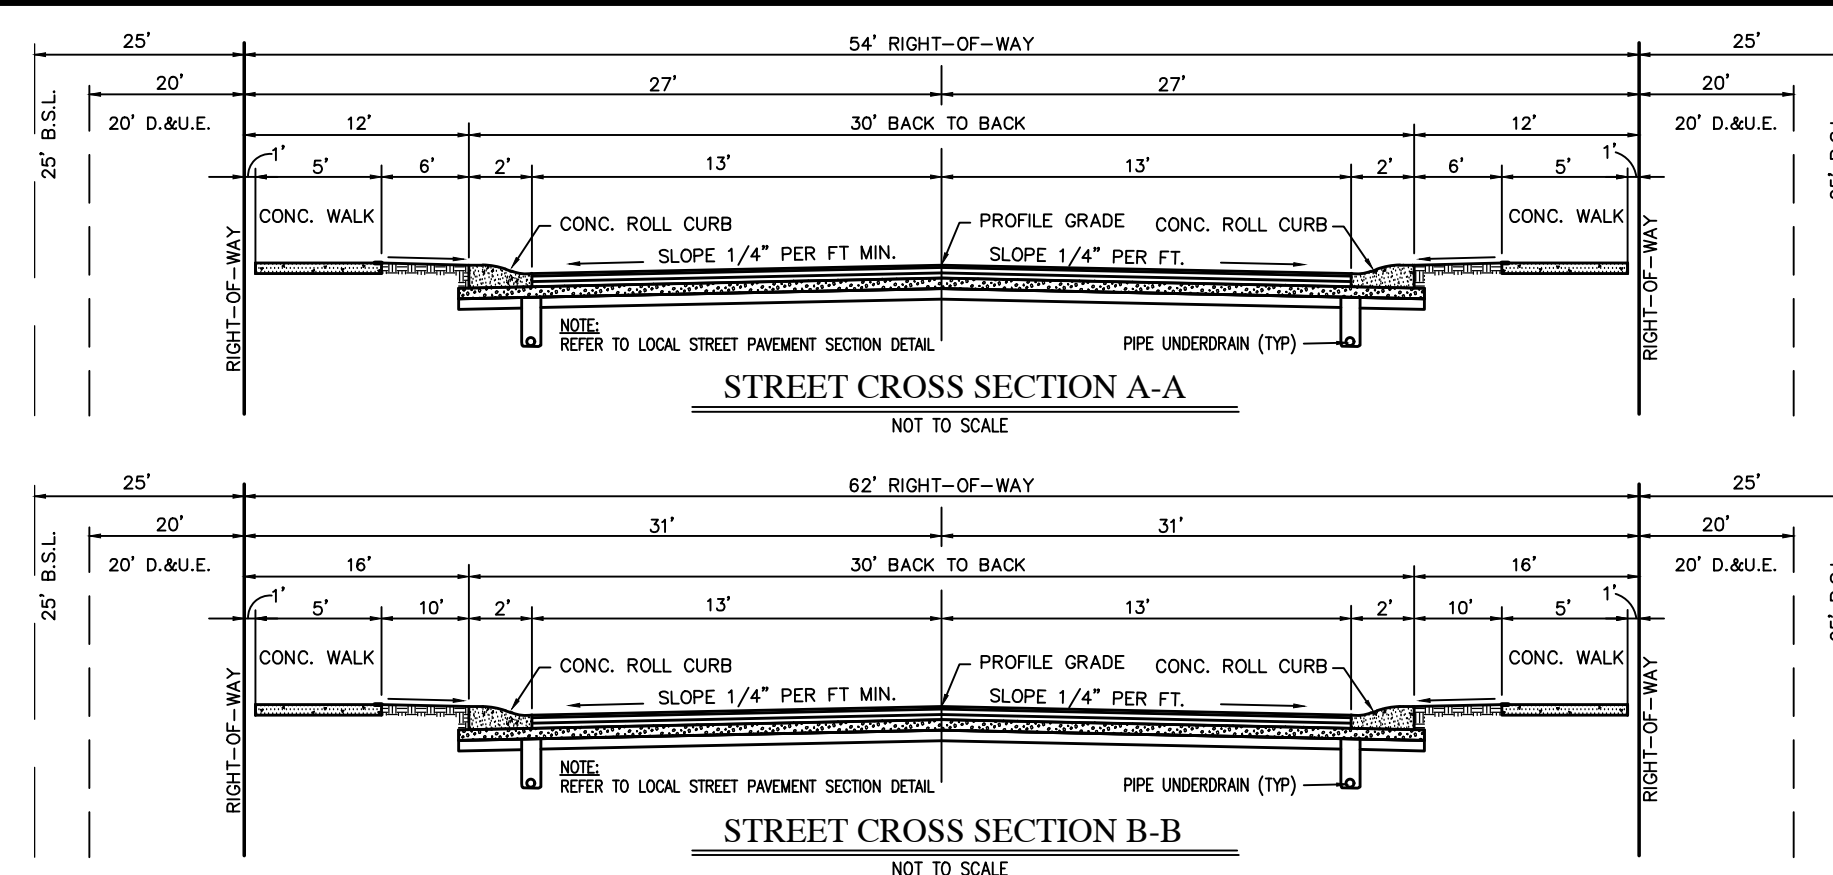 25' 54' RIGHT-OF-WAY 25'
20' 27' 27' 20'
25' B.S.L. 20' D.&U.E. 12' 30' BACK TO BACK 12' 20' D.&U.E.
1' 5' 6' 2' 13' 13' 2' 6' 5' 1'
CONC. WALK CONC. ROLL CURB PROFILE GRADE CONC. ROLL CURB CONC. WALK
SLOPE 1/4" PER FT MIN. SLOPE 1/4" PER FT.
RIGHT-OF-WAY
RIGHT-OF-WAY
NOTE:
REFER TO LOCAL STREET PAVEMENT SECTION DETAIL PIPE UNDERDRAIN (TYP)
STREET CROSS SECTION A-A
NOT TO SCALE
25' 62' RIGHT-OF-WAY 25'
20' 31' 31' 20'
25' B.S.L. 20' D.&U.E. 16' 30' BACK TO BACK 16' 20' D.&U.E.
1' 5' 10' 2' 13' 13' 2' 10' 5' 1'
CONC. WALK CONC. ROLL CURB PROFILE GRADE CONC. ROLL CURB CONC. WALK
SLOPE 1/4" PER FT MIN. SLOPE 1/4" PER FT.
RIGHT-OF-WAY
RIGHT-OF-WAY
NOTE:
REFER TO LOCAL STREET PAVEMENT SECTION DETAIL PIPE UNDERDRAIN (TYP)
STREET CROSS SECTION B-B
NOT TO SCALE